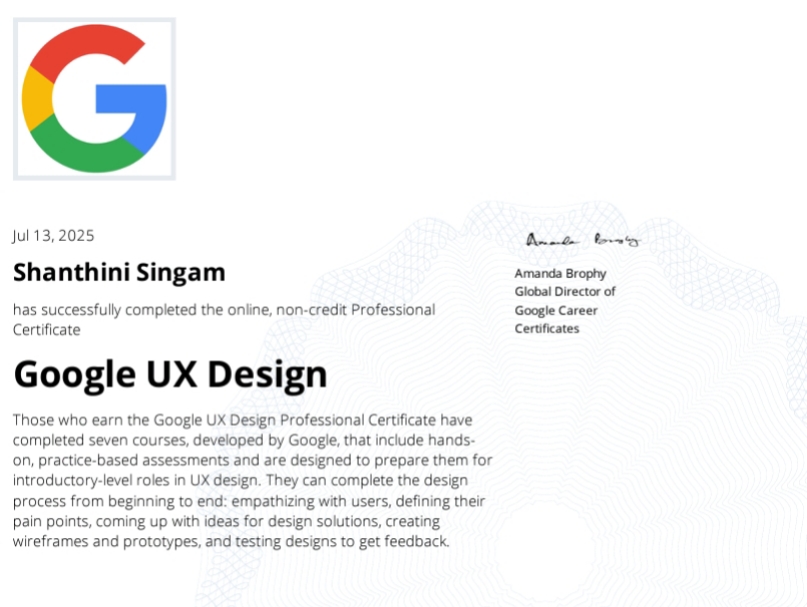 Jul 13, 2025
Shanthini Singam
has successfully completed the online, non-credit Professional
Certificate
Google UX Design
Those who earn the Google UX Design Professional Certificate have
completed seven courses, developed by Google, that include hands-
on, practice-based assessments and are designed to prepare them for
introductory-level roles in UX design. They can complete the design
process from beginning to end: empathizing with users, defining their
pain points, coming up with ideas for design solutions, creating
wireframes and prototypes, and testing designs to get feedback.
Amanda Brophy
Amanda Brophy
Global Director of
Google Career
Certificates